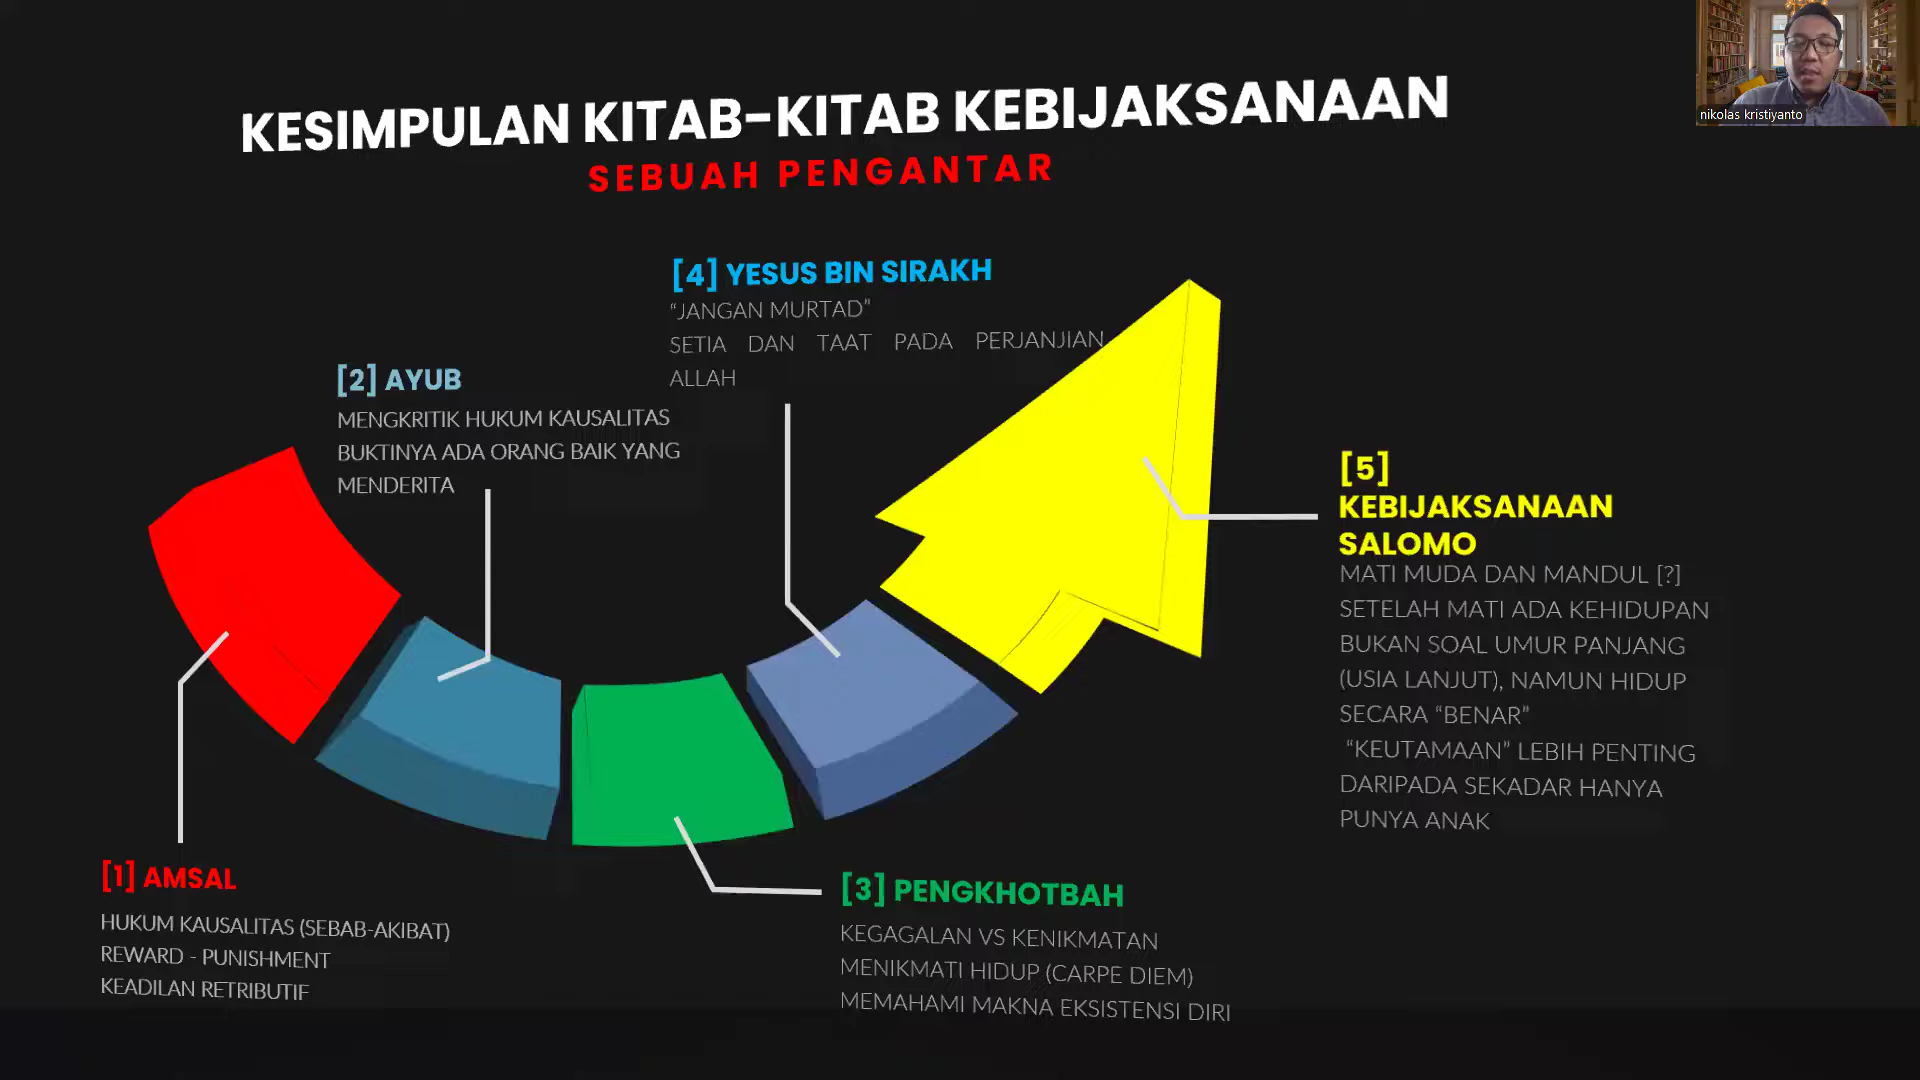 KESIMPULAN KITAB-KITAB KEBIJAKSANAAN
SEBUAH PENGANTAR
nikolas kristiyanto
[1] AMSAL
HUKUM KAUSALITAS (SEBAB-AKIBAT)
REWARD - PUNISHMENT
KEADILAN RETRIBUTIF
[2] AYUB
MENGKRITIK HUKUM KAUSALITAS
BUKTINYA ADA ORANG BAIK YANG
MENDERITA
[3] PENGKHOTBAH
KEGAGALAN VS KENIKMATAN
MENIKMATI HIDUP (CARPE DIEM)
MEMAHAMI MAKNA EKSISTENSI DIRI
[4] YESUS BIN SIRAKH
“JANGAN MURTAD”
SETIA DAN TAAT PADA PERJANJIAN
ALLAH
[5]
KEBIJAKSANAAN
SALOMO
MATI MUDA DAN MANDUL [?]
SETELAH MATI ADA KEHIDUPAN
BUKAN SOAL UMUR PANJANG
(USIA LANJUT), NAMUN HIDUP
SECARA “BENAR”
“KEUTAMAAN” LEBIH PENTING
DARIPADA SEKADAR HANYA
PUNYA ANAK